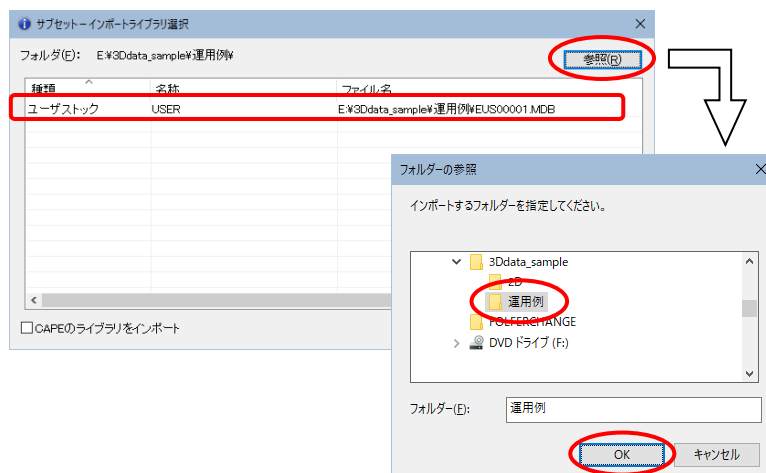 サブセット－インポートライブラリ選択
フォルダ(F): E:¥3Ddata_sample¥運用例¥
参照(R)
種類 名称 ファイル名
ユーザストック USER E:¥3Ddata_sample¥運用例¥EUS00001.MDB
CAPEのライブラリをインポート
フォルダーの参照
インポートするフォルダーを指定してください。
3Ddata_sample
2D
運用例
FOLFERCHANGE
DVD ドライブ (F:)
フォルダー(F): 運用例
OK キャンセル